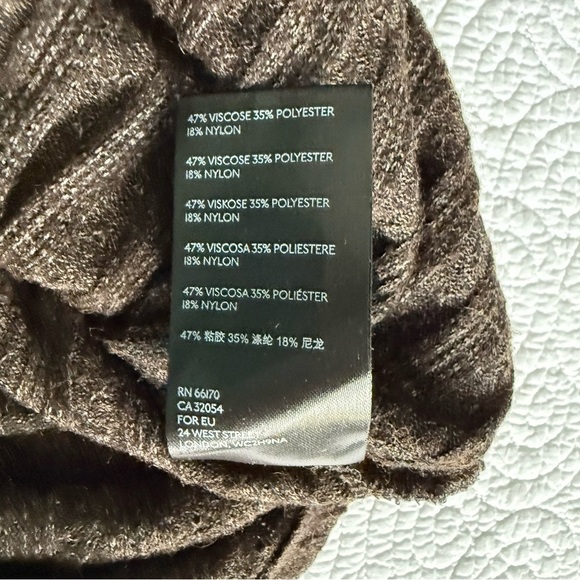 47% VISCOSE 35% POLYESTER
18% NYLON
47% VISCOSE 35% POLYESTER
18% NYLON
47% VISKOSE 35% POLYESTER
18% NYLON
47% VISCOSA 35% POLIESTERE
18% NYLON
47% VISCOSA 35% POLIÉSTER
18% NYLON
47% 粘胶 35% 涤纶 18% 尼龙
RN 66170
CA 32054
FOR EU
24 WEST STREET
LONDON, WC2H9NA